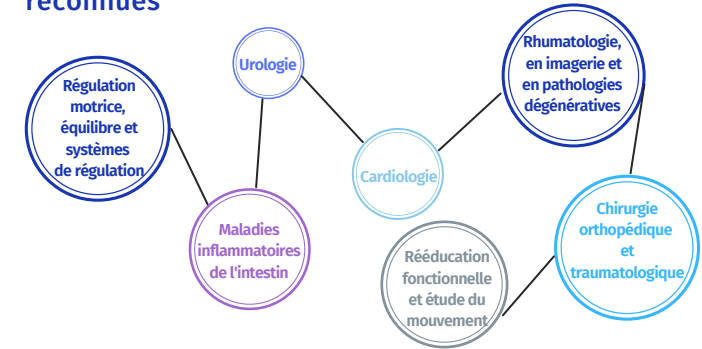 reconnues
Régulation
motrice,
équilibre et
systèmes
de régulation
Maladies
inflammatoires
de l'intestin
Urologie
Cardiologie
Rhumatologie,
en imagerie et
en pathologies
dégénératives
Chirurgie
orthopédique
et
traumatologique
Rééducation
fonctionnelle
et étude du
mouvement